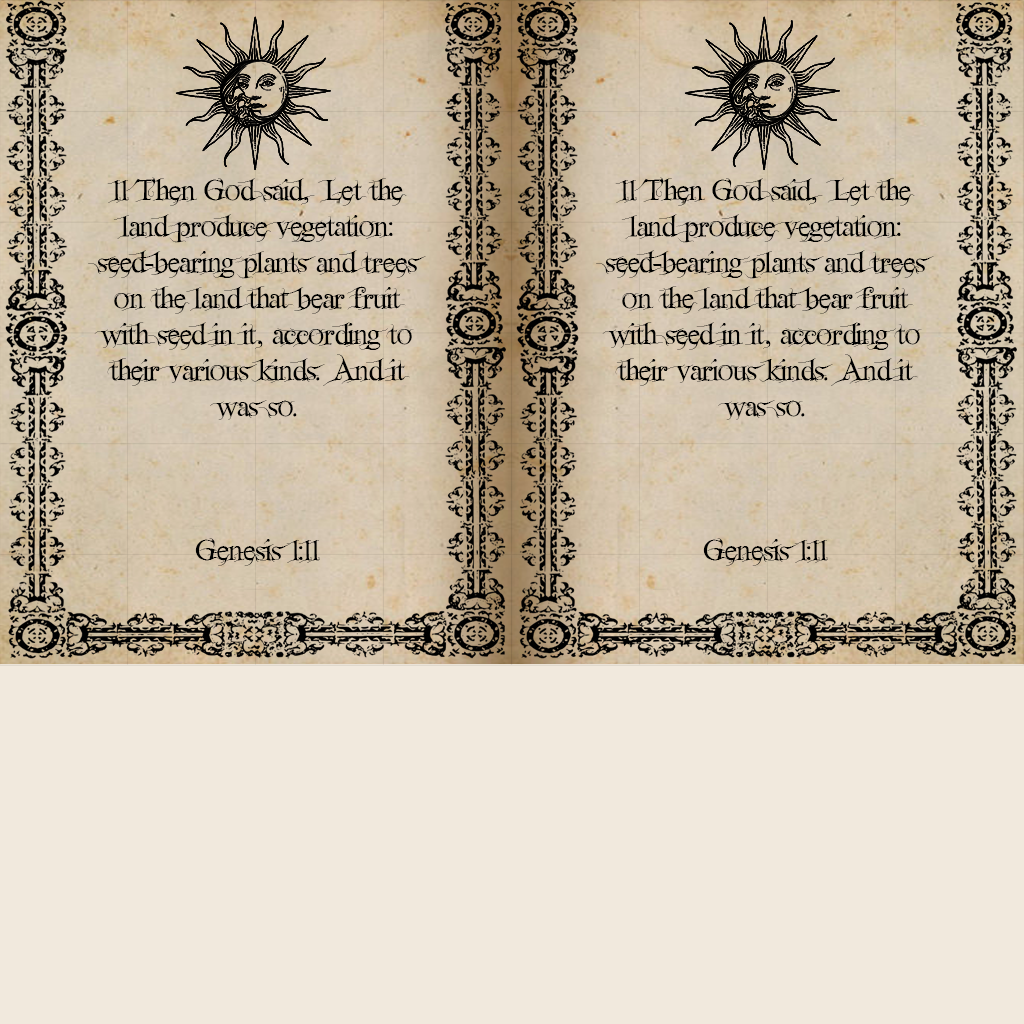 11 Then God said, Let the
land produce vegetation:
seed-bearing plants and trees
on the land that bear fruit
with seed in it, according to
their various kinds. And it
was so.
Genesis 1:11
11 Then God said, Let the
land produce vegetation:
seed-bearing plants and trees
on the land that bear fruit
with seed in it, according to
their various kinds. And it
was so.
Genesis 1:11